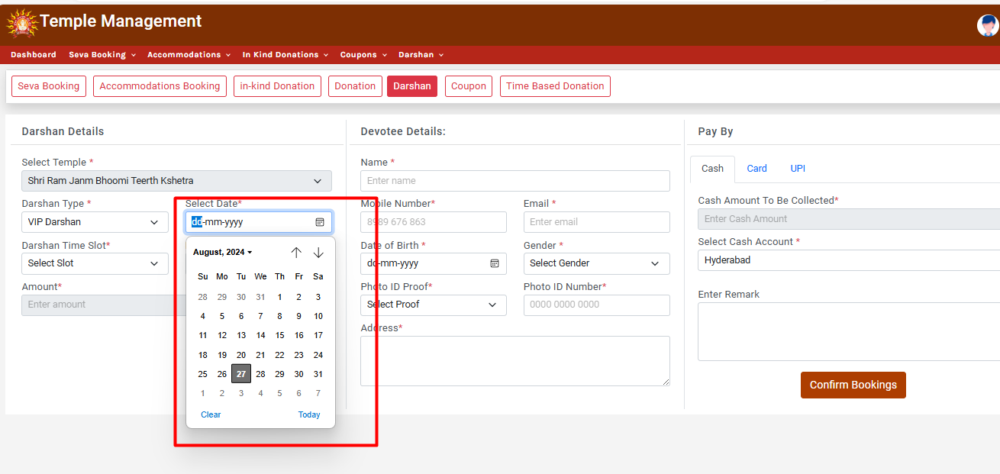 Temple Management
Dashboard Seva Booking Accommodations In Kind Donations Coupons Darshan
Seva Booking Accommodations Booking in-kind Donation Donation Darshan Coupon Time Based Donation
Darshan Details
Select Temple *
Shri Ram Janm Bhoomi Teerth Kshetra
Darshan Type *
VIP Darshan
Select Date*
dd-mm-yyyy
Darshan Time Slot*
Select Slot
Amount*
Enter amount
August, 2024
Su Mo Tu We Th Fr Sa
28 29 30 31 1 2 3
4 5 6 7 8 9 10
11 12 13 14 15 16 17
18 19 20 21 22 23 24
25 26 27 28 29 30 31
1 2 3 4 5 6 7
Clear Today
Devotee Details:
Name *
Enter name
Mobile Number*
8989 676 863
Email *
Enter email
Date of Birth *
dd-mm-yyyy
Gender *
Select Gender
Photo ID Proof*
Select Proof
Photo ID Number*
0000 0000 0000
Address*
Pay By
Cash Card UPI
Cash Amount To Be Collected*
Enter Cash Amount
Select Cash Account *
Hyderabad
Enter Remark
Confirm Bookings